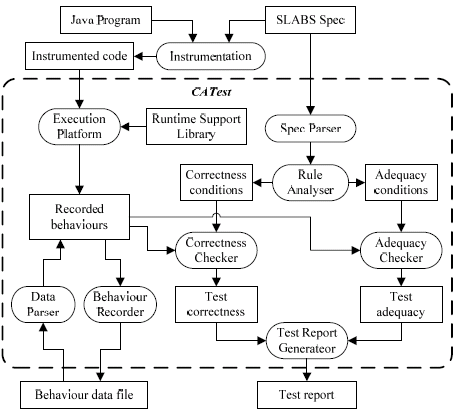 Java Program
SLABS Spec
Instrumented code
Instrumentation
CATest
Execution
Platform
Runtime Support
Library
Spec Parser
Correctness
conditions
Rule
Analyser
Adequacy
conditions
Recorded
behaviours
Correctness
Checker
Adequacy
Checker
Data
Parser
Behaviour
Recorder
Test
correctness
Test
adequacy
Test Report
Generateor
Behaviour data file
Test report